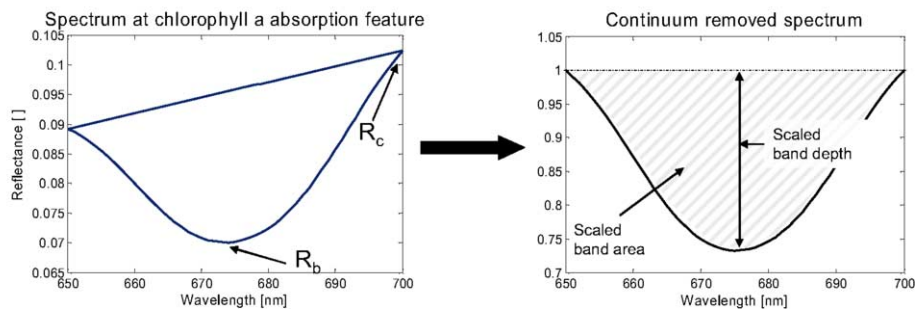 Spectrum at chlorophyll a absorption feature
0.105
0.1
0.095
0.09
0.085
0.08
0.075
0.07
0.065
Reflectance [ ]
R_c
R_b
650
660
670
680
690
700
Wavelength [nm]
Continuum removed spectrum
1.05
1
0.95
0.9
0.85
0.8
0.75
0.7
Scaled
band depth
Scaled
band area
650
660
670
680
690
700
Wavelength [nm]